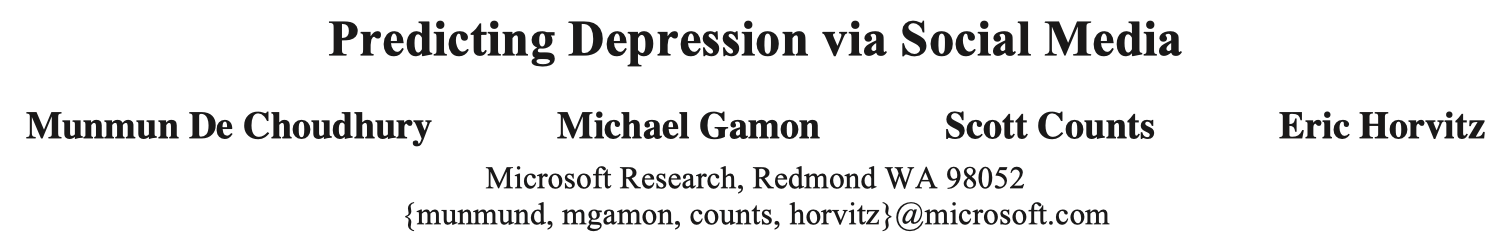 Predicting Depression via Social Media
Munmun De Choudhury Michael Gamon Scott Counts Eric Horvitz
Microsoft Research, Redmond WA 98052
{munmund, mgamon, counts, horvitz}@microsoft.com